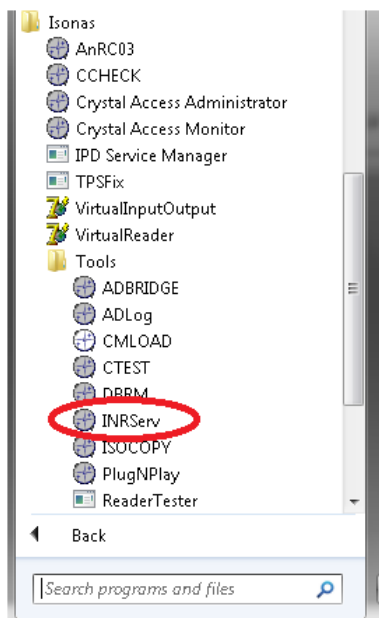 Isonas
AnRC03
CCHECK
Crystal Access Administrator
Crystal Access Monitor
IPD Service Manager
TPSFix
VirtualInputOutput
VirtualReader
Tools
ADBRIDGE
ADLog
CMLOAD
CTEST
DBRM
INRServ
ISOCOPY
PlugNPlay
ReaderTester
Back
Search programs and files